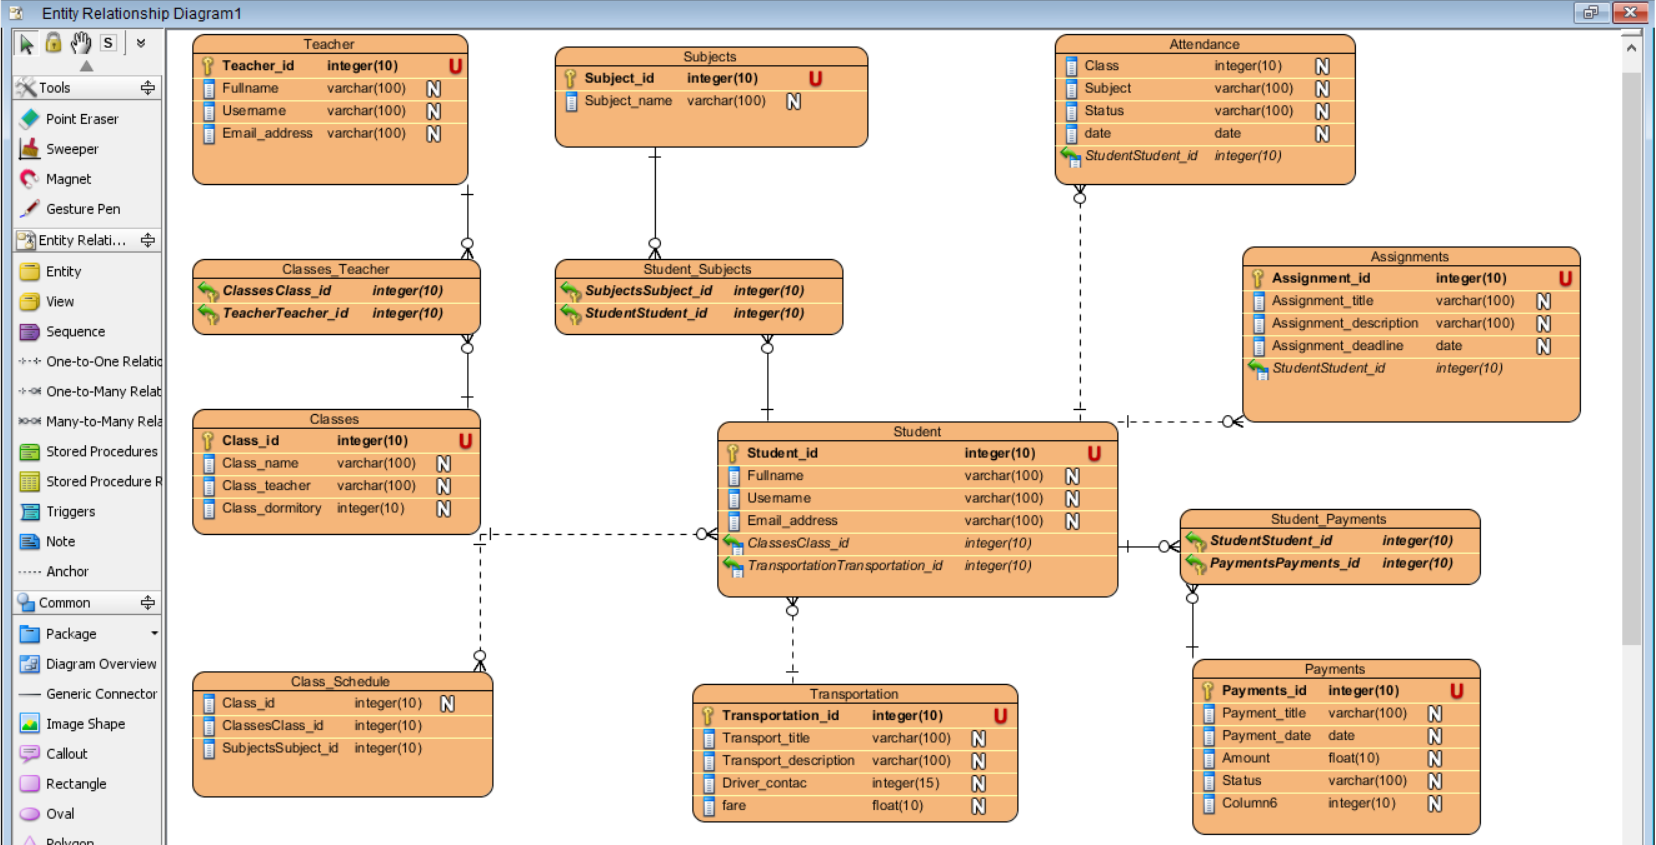 Entity Relationship Diagram1
S
Tools
Point Eraser
Sweeper
Magnet
Gesture Pen
Entity Relati...
Entity
View
Sequence
One-to-One Relatic
One-to-Many Relat
Many-to-Many Rela
Stored Procedures
Stored Procedure R
Triggers
Note
Anchor
Common
Package
Diagram Overview
Generic Connector
Image Shape
Callout
Rectangle
Oval
Polygon
Teacher
Teacher_id integer(10) U
Fullname varchar(100) N
Username varchar(100) N
Email_address varchar(100) N
Subjects
Subject_id integer(10) U
Subject_name varchar(100) N
Attendance
Class integer(10) N
Subject varchar(100) N
Status varchar(100) N
date date N
StudentStudent_id integer(10)
Classes_Teacher
ClassesClass_id integer(10)
TeacherTeacher_id integer(10)
Student_Subjects
SubjectsSubject_id integer(10)
StudentStudent_id integer(10)
Assignments
Assignment_id integer(10) U
Assignment_title varchar(100) N
Assignment_description varchar(100) N
Assignment_deadline date N
StudentStudent_id integer(10)
Classes
Class_id integer(10) U
Class_name varchar(100) N
Class_teacher varchar(100) N
Class_dormitory integer(10) N
Student
Student_id integer(10) U
Fullname varchar(100) N
Username varchar(100) N
Email_address varchar(100) N
ClassesClass_id integer(10)
TransportationTransportation_id integer(10)
Student_Payments
StudentStudent_id integer(10)
PaymentsPayments_id integer(10)
Class_Schedule
Class_id integer(10) N
ClassesClass_id integer(10)
SubjectsSubject_id integer(10)
Transportation
Transportation_id integer(10) U
Transport_title varchar(100) N
Transport_description varchar(100) N
Driver_contac integer(15) N
fare float(10) N
Payments
Payments_id integer(10) U
Payment_title varchar(100) N
Payment_date date N
Amount float(10) N
Status varchar(100) N
Column6 integer(10) N